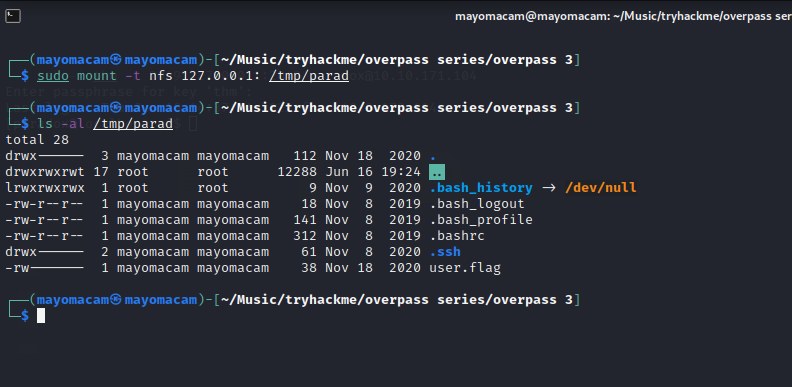 mayomacam@mayomacam: ~/Music/tryhackme/overpass ser
┌──(mayomacam㉿mayomacam)-[~/Music/tryhackme/overpass series/overpass 3]
└─$ sudo mount -t nfs 127.0.0.1: /tmp/parad
Enter passphrase for key 'thm':
┌──(mayomacam㉿mayomacam)-[~/Music/tryhackme/overpass series/overpass 3]
└─$ ls -al /tmp/parad
total 28
drwx------  3 mayomacam mayomacam   112 Nov 18  2020 .
drwxrwxrwt 17 root      root      12288 Jun 16 19:24 ..
lrwxrwxrwx  1 root      root          9 Nov  9  2020 .bash_history -> /dev/null
-rw-r--r--  1 mayomacam mayomacam    18 Nov  8  2019 .bash_logout
-rw-r--r--  1 mayomacam mayomacam   141 Nov  8  2019 .bash_profile
-rw-r--r--  1 mayomacam mayomacam   312 Nov  8  2019 .bashrc
drwx------  2 mayomacam mayomacam    61 Nov  8  2020 .ssh
-rw-------  1 mayomacam mayomacam    38 Nov 18  2020 user.flag
┌──(mayomacam㉿mayomacam)-[~/Music/tryhackme/overpass series/overpass 3]
└─$